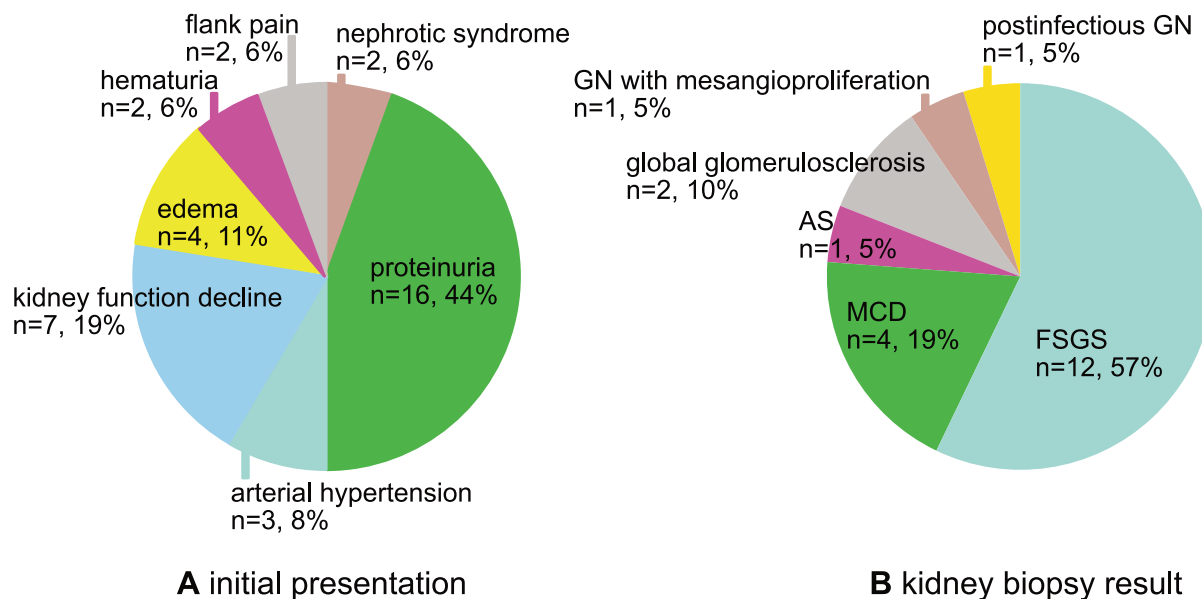 flank pain
n=2, 6%
nephrotic syndrome
n=2, 6%
hematuria
n=2, 6%
edema
n=4, 11%
proteinuria
n=16, 44%
kidney function decline
n=7, 19%
arterial hypertension
n=3, 8%
A initial presentation
postinfectious GN
n=1, 5%
GN with mesangioproliferation
n=1, 5%
global glomerulosclerosis
n=2, 10%
AS
n=1, 5%
MCD
n=4, 19%
FSGS
n=12, 57%
B kidney biopsy result